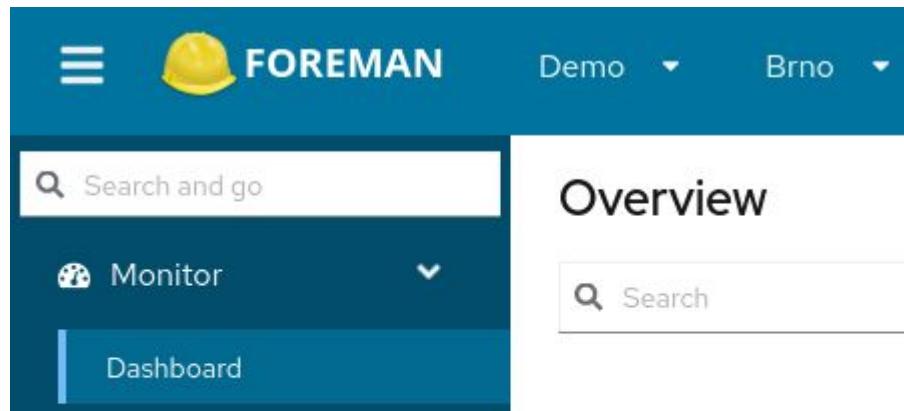 FOREMAN Demo Brno
Search and go
Overview
Monitor
Search
Dashboard